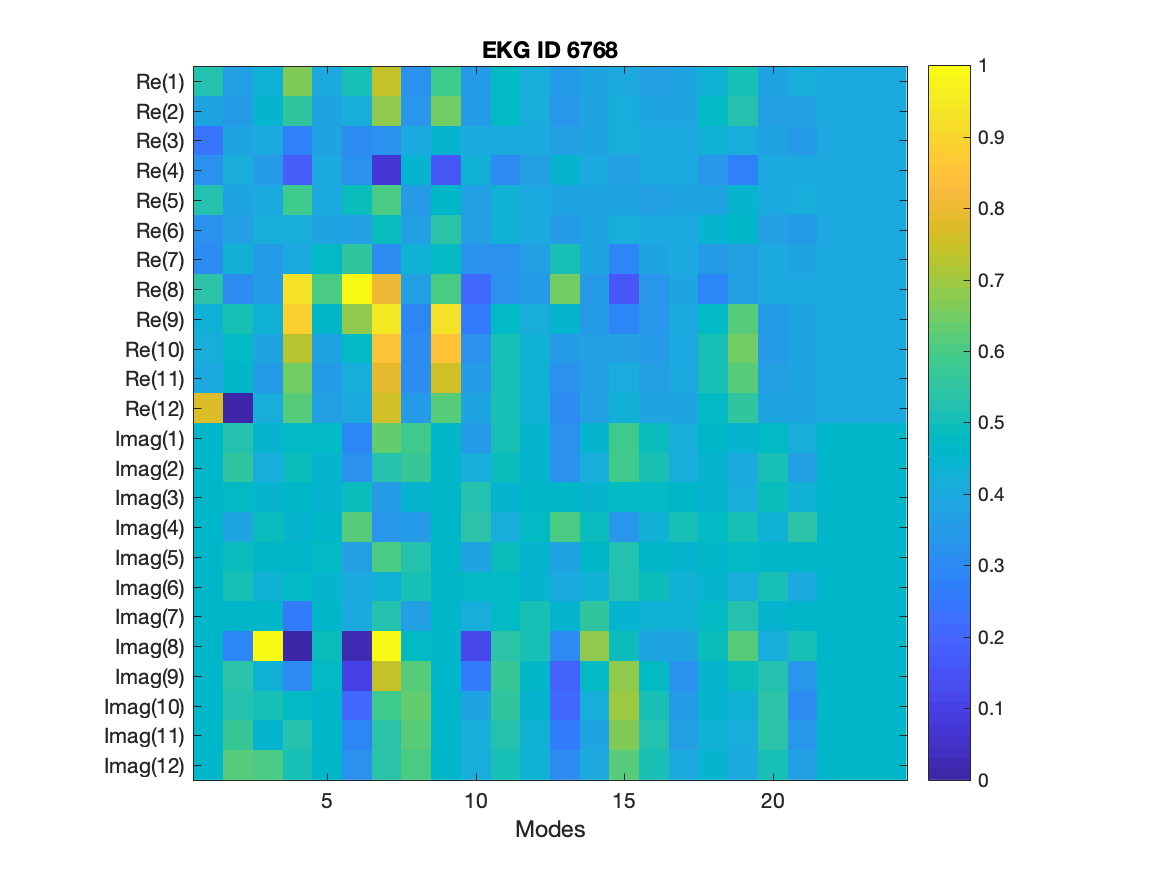 EKG ID 6768
Re(1)
Re(2)
Re(3)
Re(4)
Re(5)
Re(6)
Re(7)
Re(8)
Re(9)
Re(10)
Re(11)
Re(12)
Imag(1)
Imag(2)
Imag(3)
Imag(4)
Imag(5)
Imag(6)
Imag(7)
Imag(8)
Imag(9)
Imag(10)
Imag(11)
Imag(12)
5 10 15 20
Modes
1
0.9
0.8
0.7
0.6
0.5
0.4
0.3
0.2
0.1
0